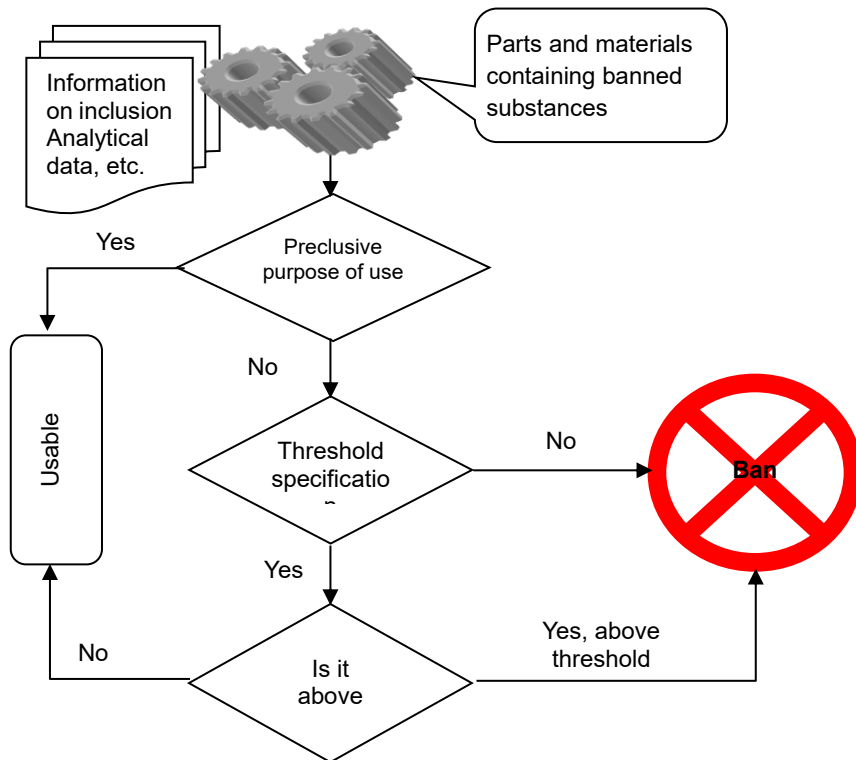 Information
on inclusion
Analytical
data, etc.
Parts and materials
containing banned
substances
Yes
Preclusive
purpose of use
No
Usable
Threshold
specificatio
No
Ban
Yes
No
Is it
above
Yes, above
threshold